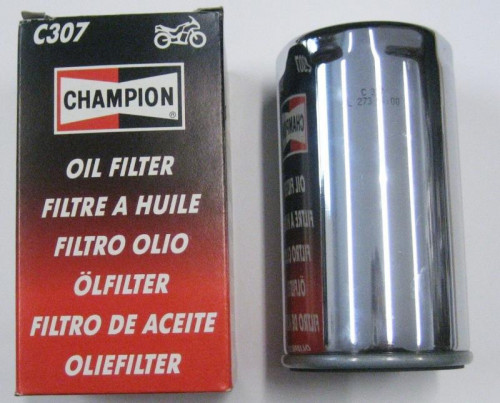 C307
CHAMPION
OIL FILTER
FILTRE A HUILE
FILTRO OLIO
ÖLFILTER
FILTRO DE ACEITE
OLIEFILTER